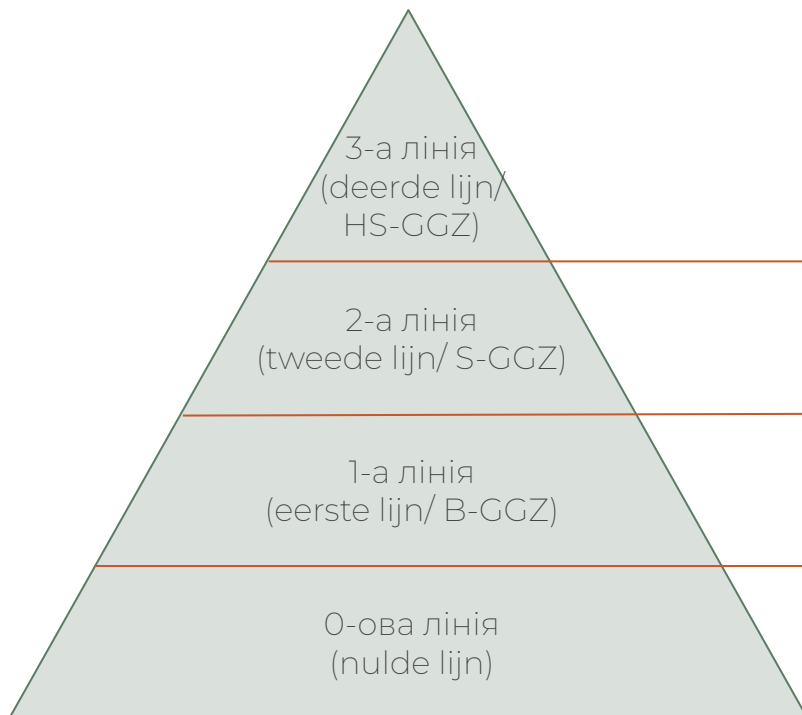 3-а лінія
(deerde lijn/
HS-GGZ)
2-а лінія
(tweede lijn/ S-GGZ)
1-а лінія
(eerste lijn/ B-GGZ)
0-ова лінія
(nulde lijn)